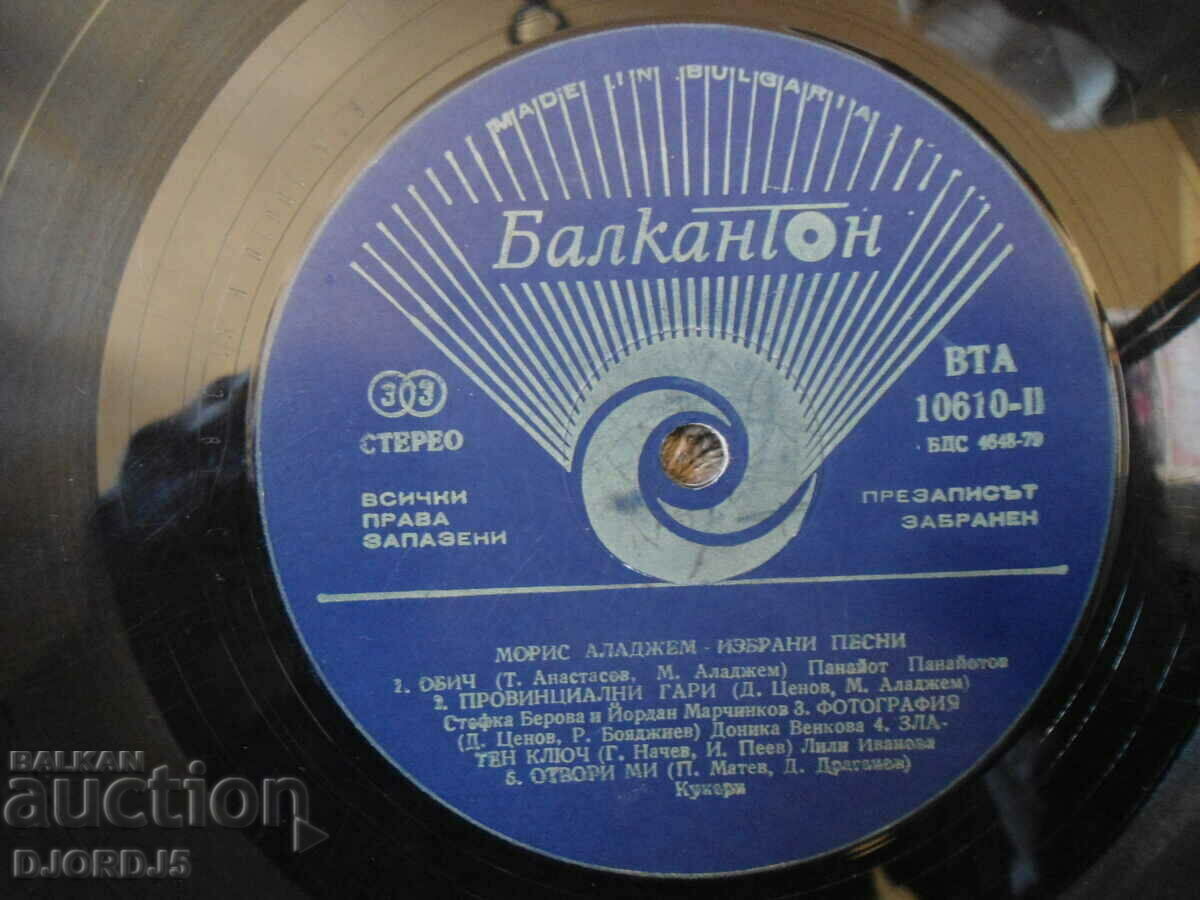 MADE IN BULGARIA
Балкантон
33
СТЕРЕО
ВТА
10610-II
БДС 4648-79
ВСИЧКИ
ПРАВА
ЗАПАЗЕНИ
ПРЕЗАПИСЪТ
ЗАБРАНЕН
МОРИС АЛАДЖЕМ - ИЗБРАНИ ПЕСНИ
1. ОБИЧ (Т. Анастасов, М. Аладжем) Панайот Панайотов
2. ПРОВИНЦИАЛНИ ГАРИ (Д. Ценов, М. Аладжем)
Стефка Берова и Йордан Марчинков 3. ФОТОГРАФИЯ
(Д. Ценов, Р. Бояджиев) Доника Венкова 4. ЗЛА-
ТЕН КЛЮЧ (Г. Начев, И. Пеев) Лили Иванова
5. ОТВОРИ МИ (П. Матев, Д. Драганов)
Кукери
BALKAN
auction
DJORDJ5